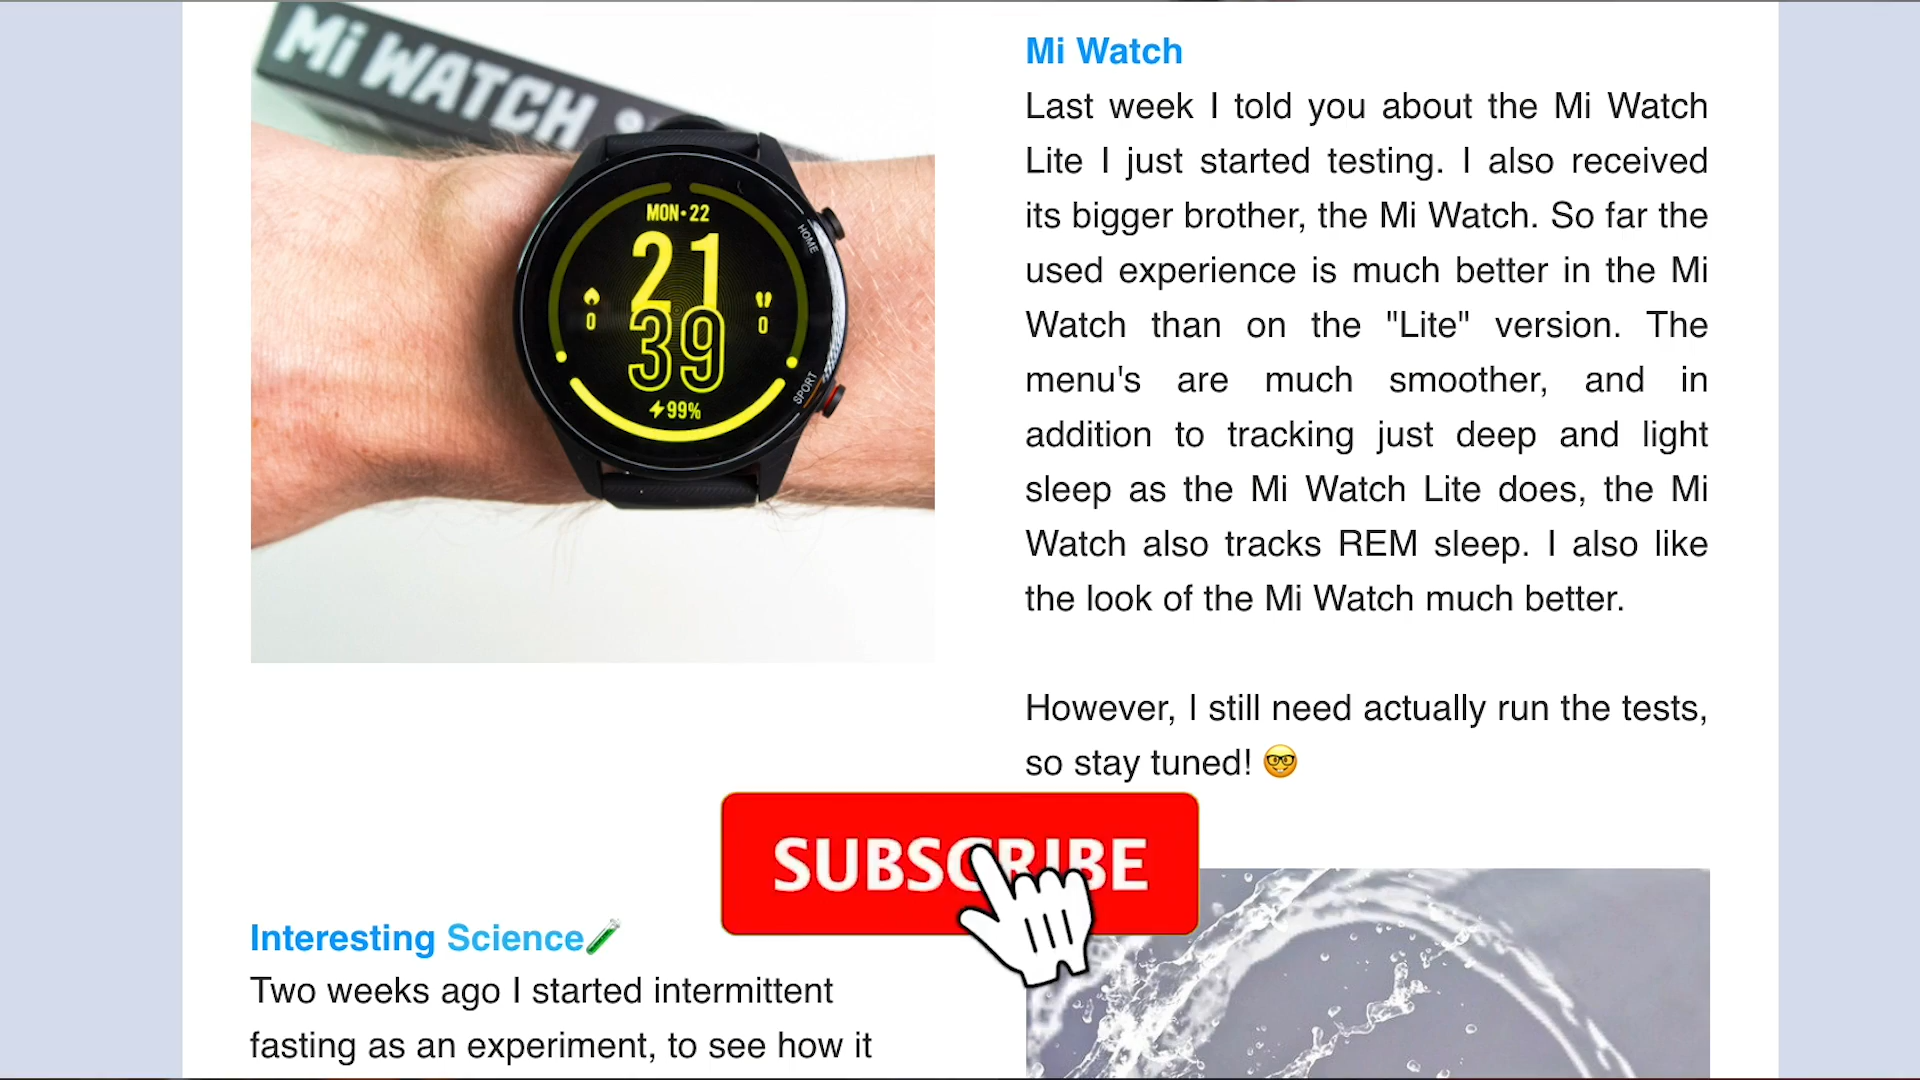 Mi WATCH
MON•22
21
39
0
0
99%
HOME
SPORT
Mi Watch
Last week I told you about the Mi Watch
Lite I just started testing. I also received
its bigger brother, the Mi Watch. So far the
used experience is much better in the Mi
Watch than on the "Lite" version. The
menu's are much smoother, and in
addition to tracking just deep and light
sleep as the Mi Watch Lite does, the Mi
Watch also tracks REM sleep. I also like
the look of the Mi Watch much better.
However, I still need actually run the tests,
so stay tuned! 🤓
SUBSCRIBE
Interesting Science🧪
Two weeks ago I started intermittent
fasting as an experiment, to see how it